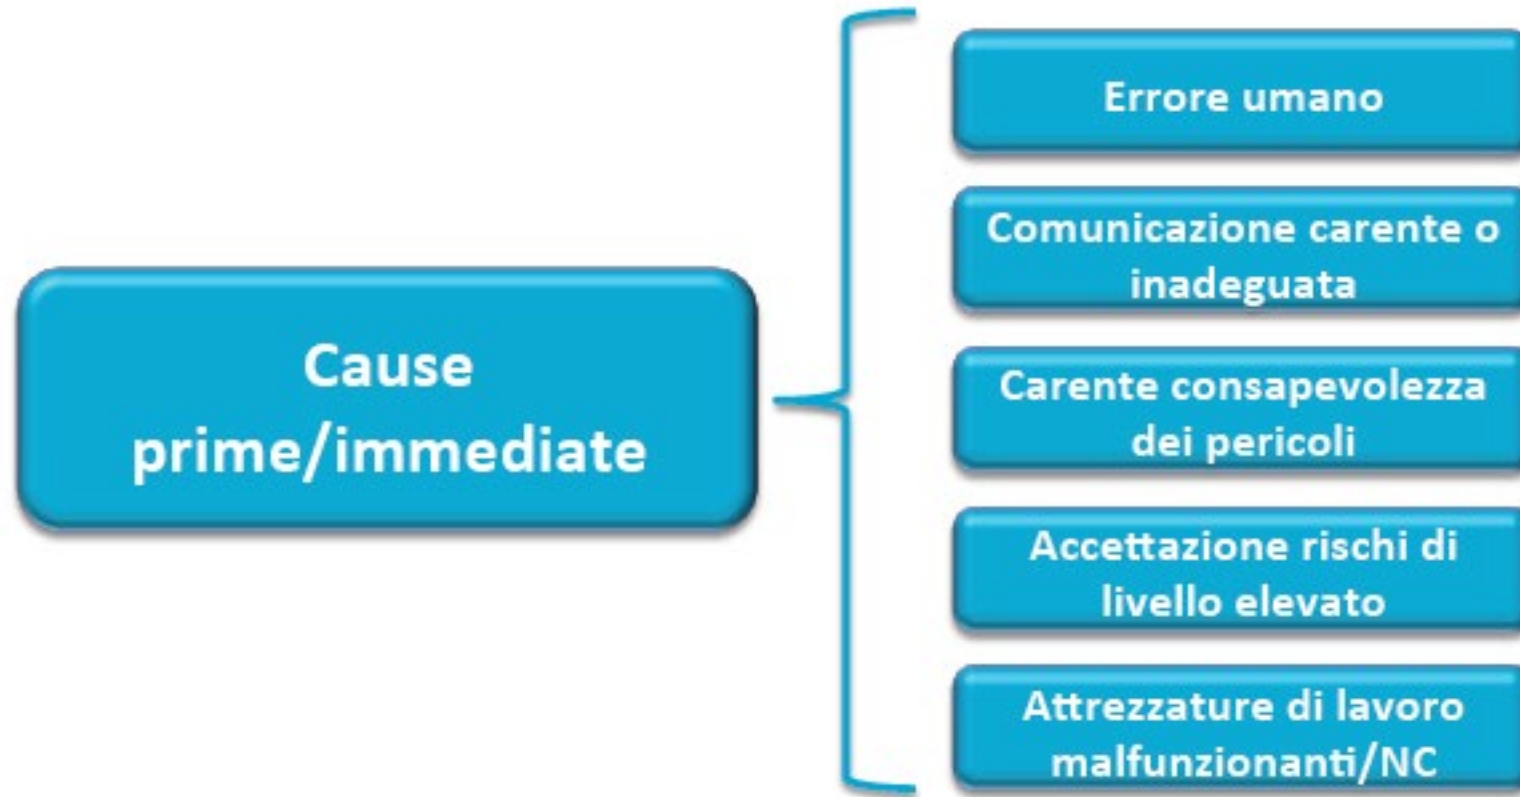 Cause
prime/immediate
Errore umano
Comunicazione carente o
inadeguata
Carente consapevolezza
dei pericoli
Accettazione rischi di
livello elevato
Attrezzature di lavoro
malfunzionanti/NC